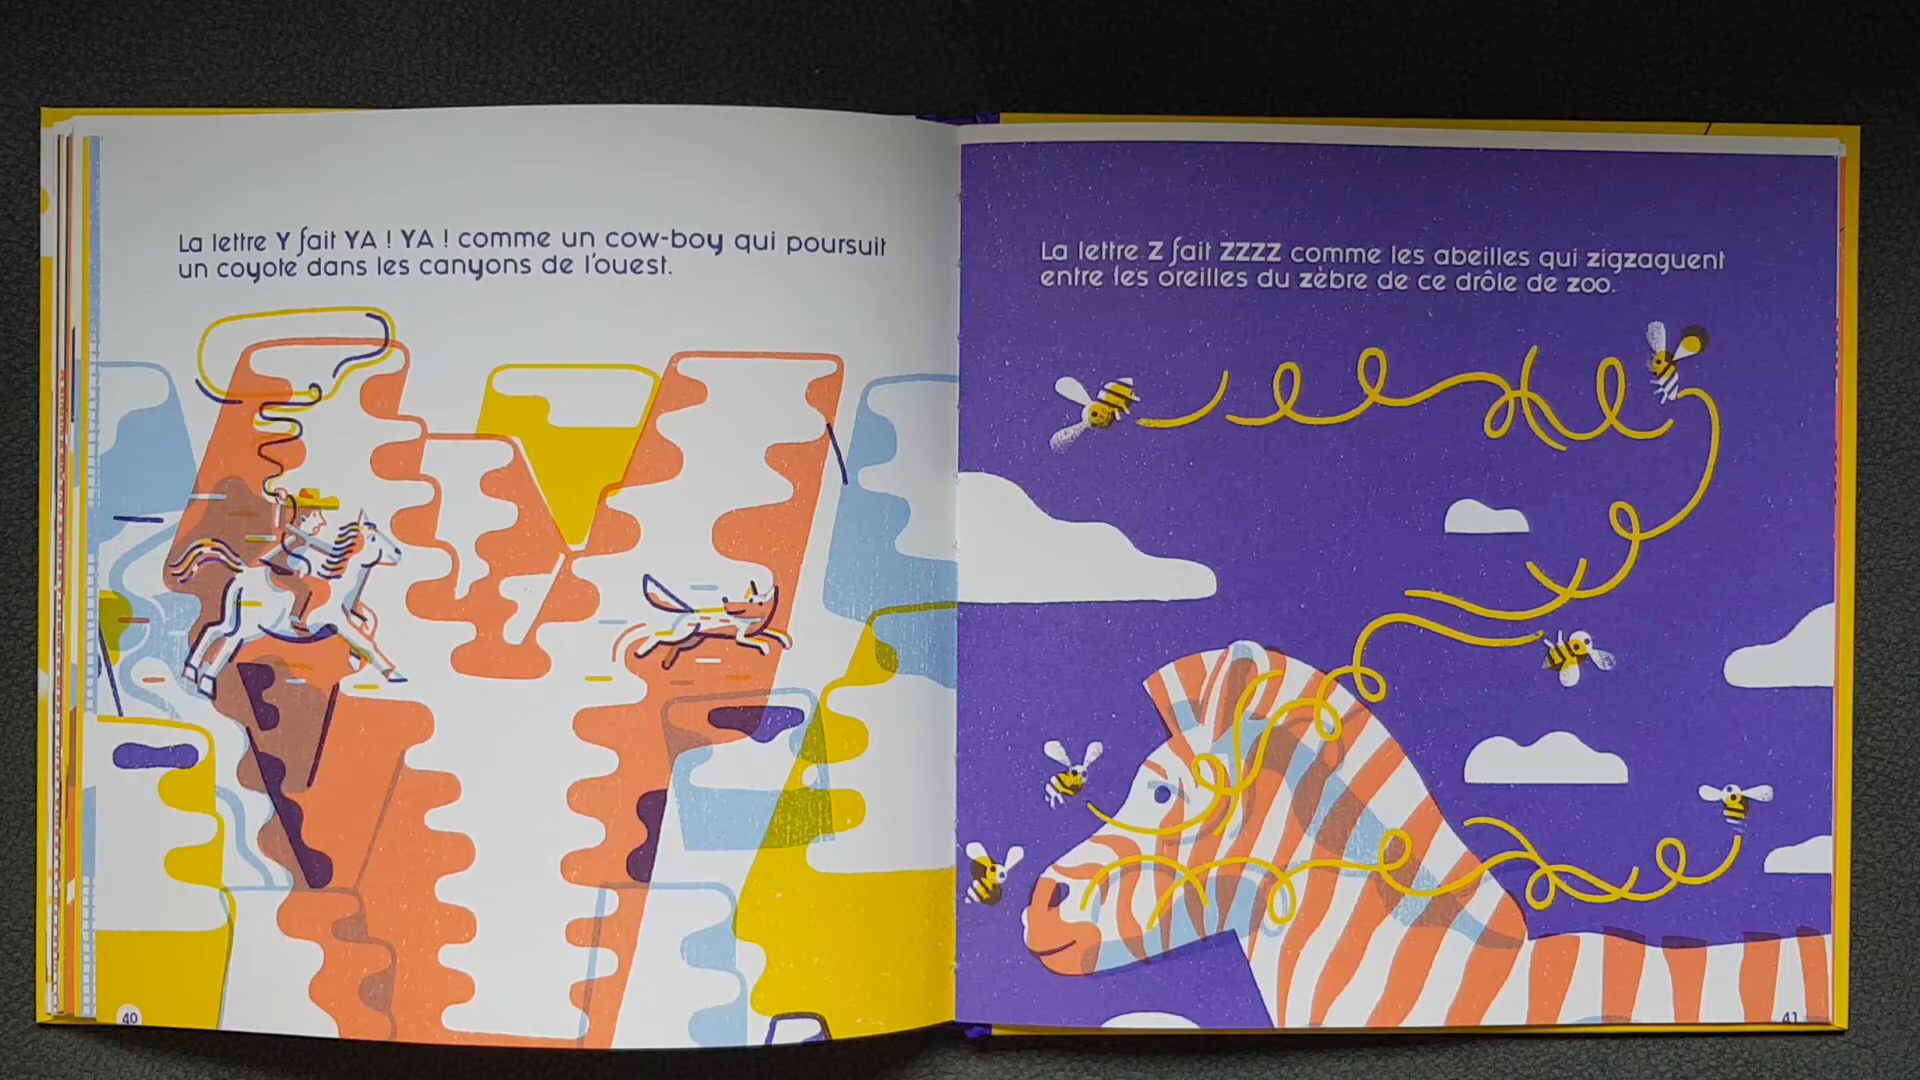 La lettre Y fait YA ! YA ! comme un cow-boy qui poursuit
un coyote dans les canyons de l'ouest.
40
La lettre Z fait ZZZZ comme les abeilles qui zigzaguent
entre les oreilles du zèbre de ce drôle de zoo.
41